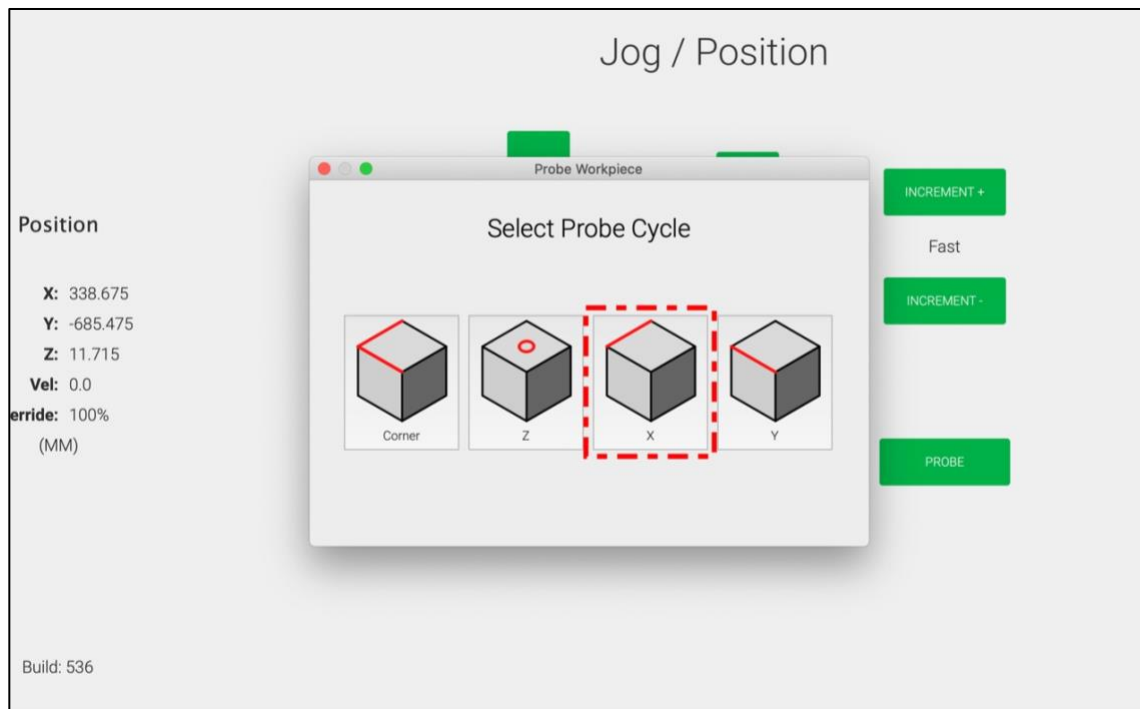 Jog / Position
Probe Workpiece
Select Probe Cycle
Corner
Z
X
Y
Position
X: 338.675
Y: -685.475
Z: 11.715
Vel: 0.0
erride: 100%
(MM)
INCREMENT +
Fast
INCREMENT -
PROBE
Build: 536